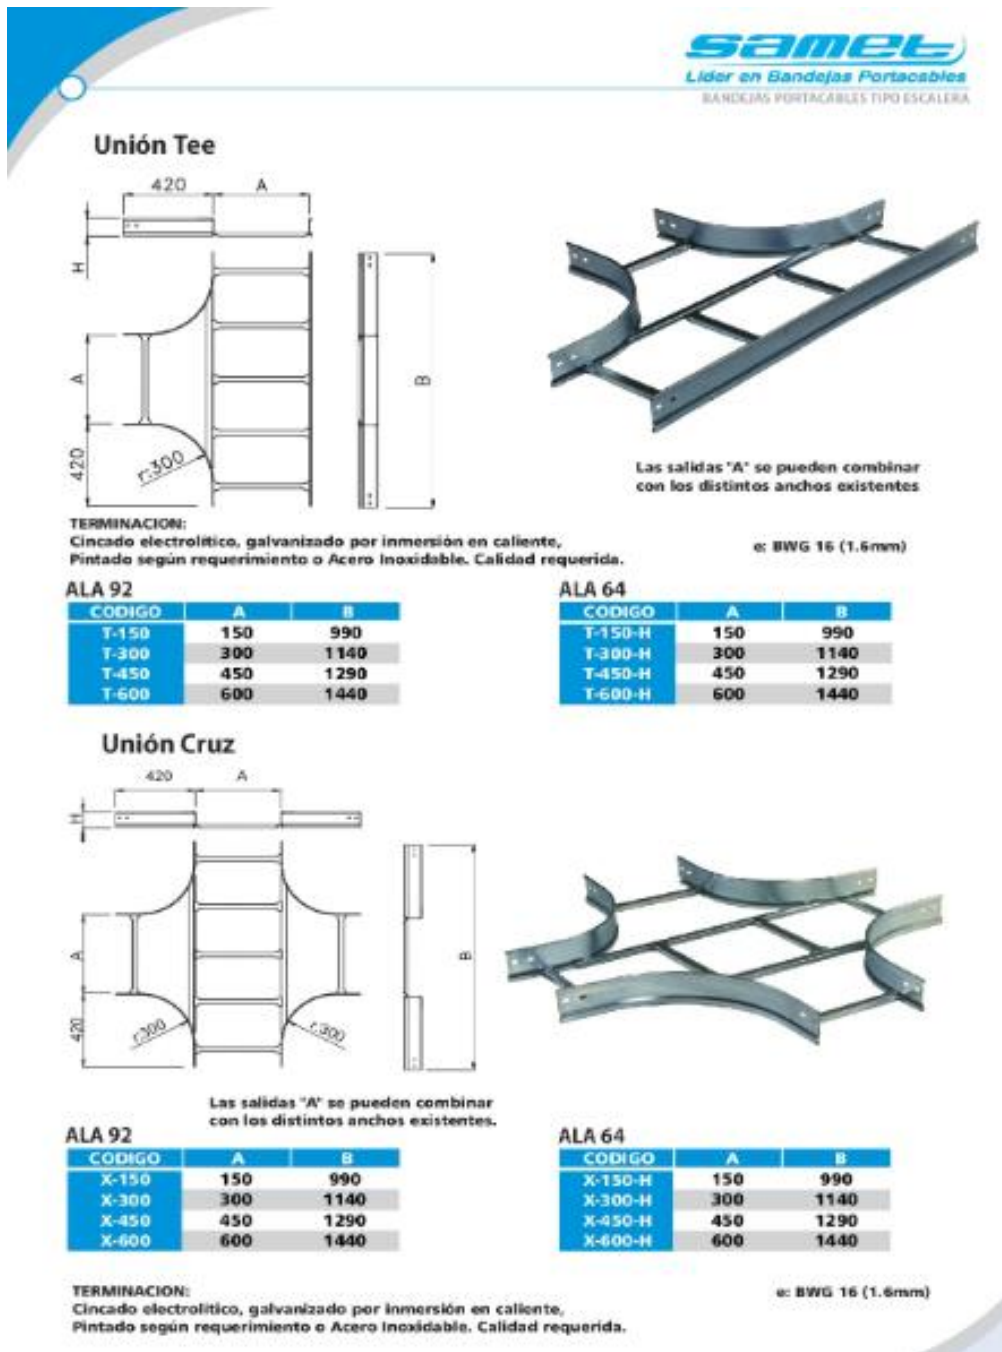 samet
Líder en Bandejas Portacables
BANDEJAS PORTACABLES TIPO ESCALERA
Unión Tee
420 A
H
A
B
420
r:300
Las salidas "A" se pueden combinar
con los distintos anchos existentes
TERMINACION:
Cincado electrolítico, galvanizado por inmersión en caliente,
Pintado según requerimiento o Acero Inoxidable. Calidad requerida.
e: BWG 16 (1.6mm)
ALA 92
CODIGO A B
T-150 150 990
T-300 300 1140
T-450 450 1290
T-600 600 1440
ALA 64
CODIGO A B
T-150-H 150 990
T-300-H 300 1140
T-450-H 450 1290
T-600-H 600 1440
Unión Cruz
420 A
H
A
B
420
r:300 r:300
Las salidas "A" se pueden combinar
con los distintos anchos existentes.
ALA 92
CODIGO A B
X-150 150 990
X-300 300 1140
X-450 450 1290
X-600 600 1440
ALA 64
CODIGO A B
X-150-H 150 990
X-300-H 300 1140
X-450-H 450 1290
X-600-H 600 1440
TERMINACION:
Cincado electrolítico, galvanizado por inmersión en caliente,
Pintado según requerimiento o Acero Inoxidable. Calidad requerida.
e: BWG 16 (1.6mm)